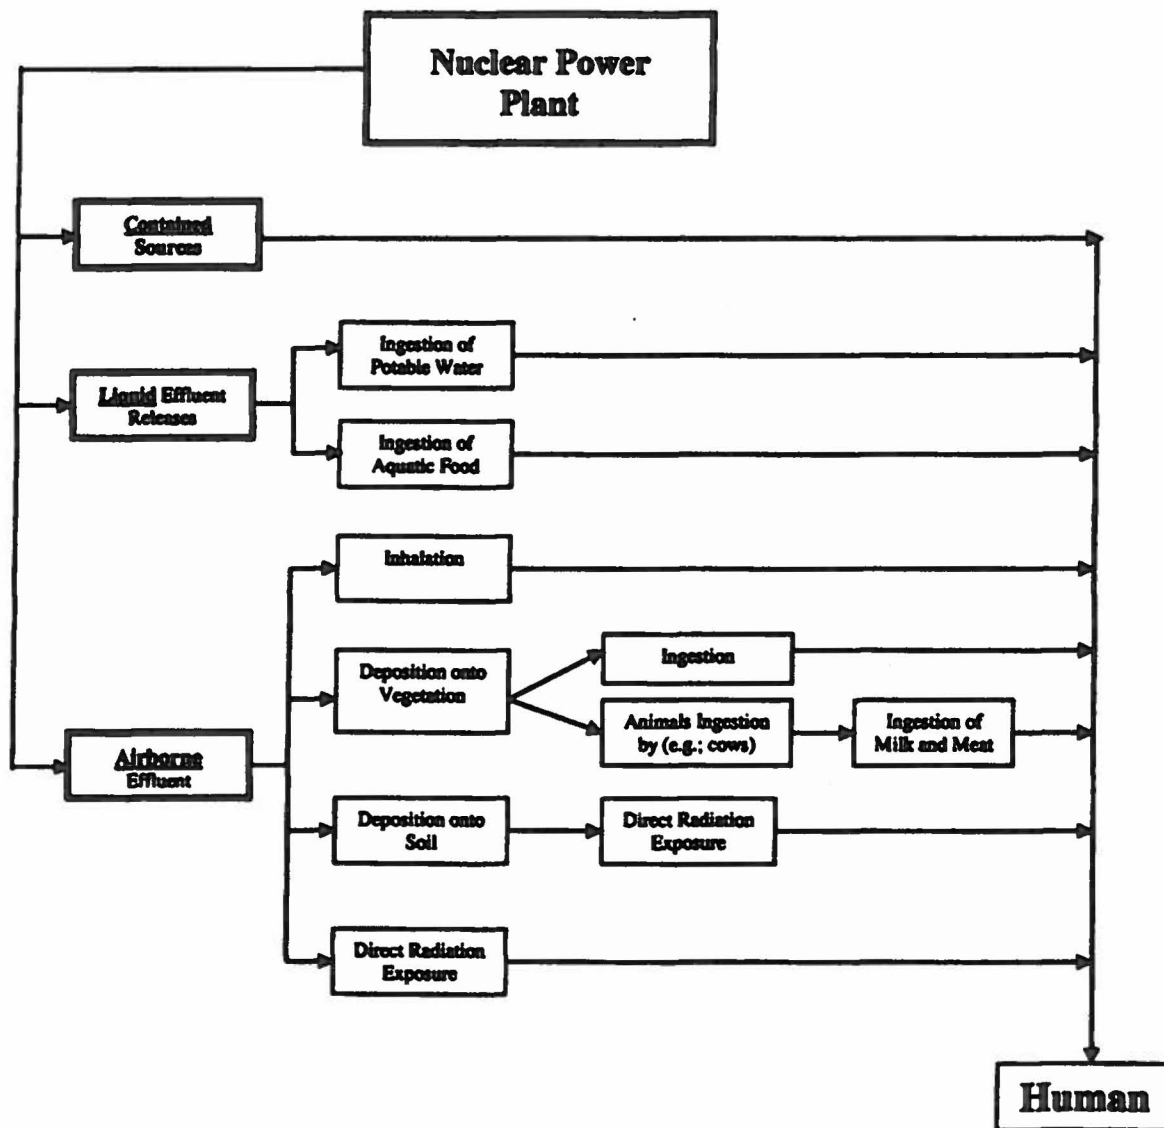 Nuclear Power
Plant
Contained
Sources
Ingestion of
Potable Water
Liquid Effluent
Releases
Ingestion of
Aquatic Food
Inhalation
Deposition onto
Vegetation
Ingestion
Animals Ingestion
by (e.g.; cows)
Ingestion of
Milk and Meat
Airborne
Effluent
Deposition onto
Soil
Direct Radiation
Exposure
Direct Radiation
Exposure
Human